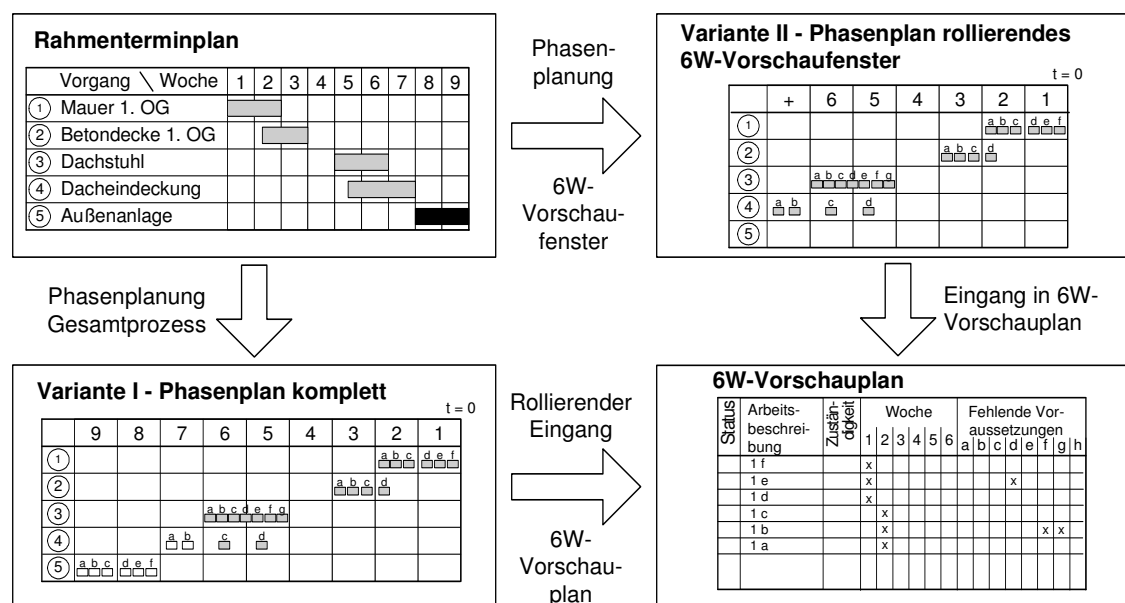 Rahmenterminplan
Vorgang \ Woche 1 2 3 4 5 6 7 8 9
1 Mauer 1. OG
2 Betondecke 1. OG
3 Dachstuhl
4 Dacheindeckung
5 Außenanlage
Phasen-
planung
6W-
Vorschau-
fenster
Variante II - Phasenplan rollierendes
6W-Vorschaufenster
t = 0
+ 6 5 4 3 2 1
1 a b c d e f
2 a b c d
3 a b c d e f g
4 a b c d
5
Phasenplanung
Gesamtprozess
Eingang in 6W-
Vorschauplan
Variante I - Phasenplan komplett
t = 0
9 8 7 6 5 4 3 2 1
1 a b c d e f
2 a b c d
3 a b c d e f g
4 a b c d
5 a b c d e f
Rollierender
Eingang
6W-
Vorschau-
plan
6W-Vorschauplan
Status
Arbeits-
beschrei-
bung
Zustän-
digkeit
Woche
1 2 3 4 5 6
Fehlende Vor-
aussetzungen
a b c d e f g h
1 f x
1 e x x
1 d x
1 c x
1 b x x x
1 a x